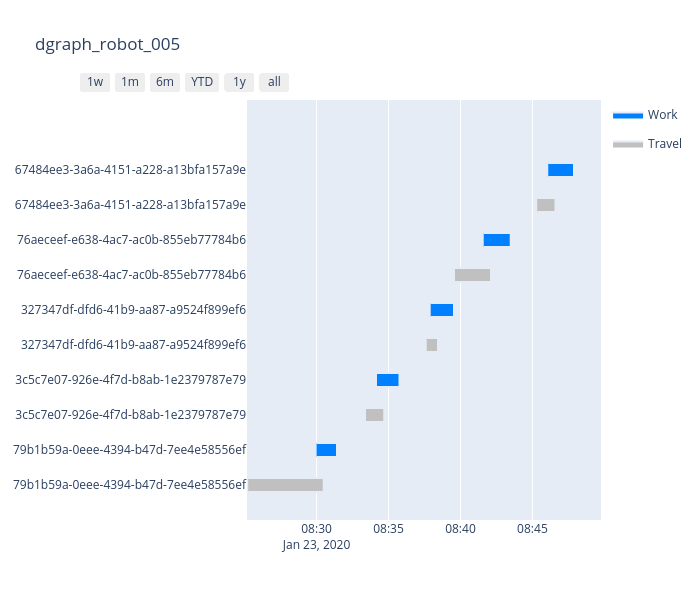 dgraph_robot_005
1w 1m 6m YTD 1y all
Work
Travel
67484ee3-3a6a-4151-a228-a13bfa157a9e
67484ee3-3a6a-4151-a228-a13bfa157a9e
76aeceef-e638-4ac7-ac0b-855eb77784b6
76aeceef-e638-4ac7-ac0b-855eb77784b6
327347df-dfd6-41b9-aa87-a9524f899ef6
327347df-dfd6-41b9-aa87-a9524f899ef6
3c5c7e07-926e-4f7d-b8ab-1e2379787e79
3c5c7e07-926e-4f7d-b8ab-1e2379787e79
79b1b59a-0eee-4394-b47d-7ee4e58556ef
79b1b59a-0eee-4394-b47d-7ee4e58556ef
08:30 08:35 08:40 08:45
Jan 23, 2020